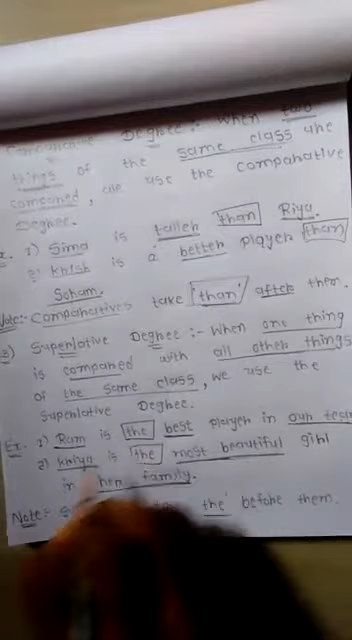 Comparative Degree :- When two
things of the same class are
compared, we use the comparative
Degree.
Ex. 1) Sima is taller than Riya.
2) Krish is a better player than
Soham.
Note:- Comparatives take 'than' after them.
3) Superlative Degree :- When one thing
is compared with all other things
of the same class, we use the
Superlative Degree.
Ex. 1) Ram is the best player in our
2) Kriya is the most beautiful girl
in her family.
Note:- the' before them.